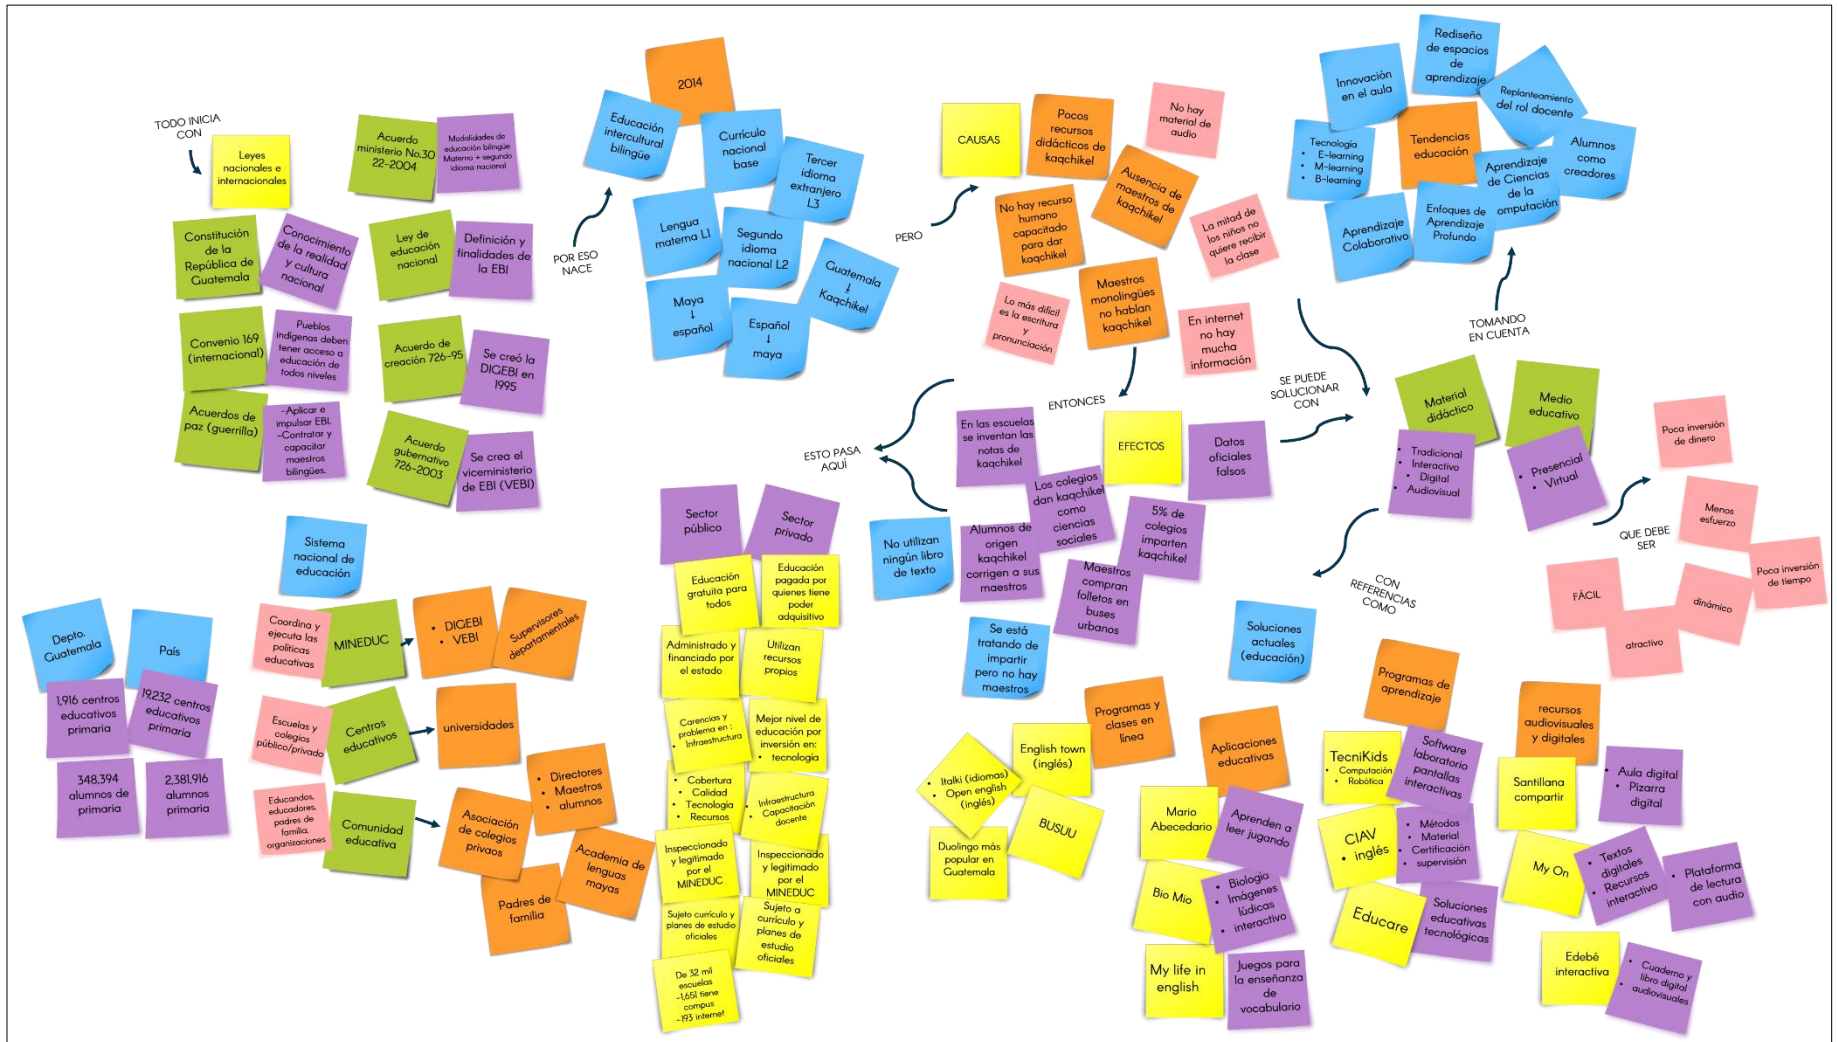 TODO INICIA
CON
Leyes
nacionales e
internacionales
Acuerdo
ministerio No.30
22-2004
Modalidades de
educación bilingüe
Materno + segundo
idioma nacional
Constitución de
la
República de
Guatemala
Conocimiento
de la realidad
y cultura
nacional
Ley de
educación
nacional
Definición y
finalidades de
la EBI
Convenio 169
(internacional)
Pueblos
indígenas deben
tener acceso a
educación de
todos niveles
Acuerdo de
creación 726-95
Se creó la
DIGEBI en
1995
Acuerdos de
paz (guerrilla)
-Aplicar e
impulsar EBI.
-Contratar y
capacitar
maestros
bilingües.
Acuerdo
gubernativo
726-2003
Se crea el
viceministerio
de EBI (VEBI)
POR ESO
NACE
2014
Educación
intercultural
bilingüe
Currículo
nacional
base
Tercer
idioma
extranjero
L3
Lengua
materna L1
Segundo
idioma
nacional L2
Guatemala
↓
Kaqchikel
Maya
↓
español
Español
↓
maya
PERO
CAUSAS
Pocos
recursos
didácticos de
kaqchikel
No hay
material de
audio
Ausencia de
maestros de
kaqchikel
No hay recurso
humano
capacitado
para dar
kaqchikel
La mitad de
los niños no
quiere recibir
la clase
Maestros
monolingües
no hablan
kaqchikel
Lo más difícil
es la escritura
y
pronunciación
En internet
no hay
mucha
información
ENTONCES
EFECTOS
En las escuelas
se inventan las
notas de
kaqchikel
Datos
oficiales
falsos
Los colegios
dan kaqchikel
como
ciencias
sociales
5% de
colegios
imparten
kaqchikel
No utilizan
ningún libro
de texto
Alumnos de
origen
kaqchikel
corrigen a sus
maestros
Maestros
compran
folletos en
buses
urbanos
Se está
tratando de
impartir
pero no hay
maestros
ESTO PASA
AQUÍ
Sector
público
Sector
privado
Educación
gratuita para
todos
Educación
pagada por
quienes tiene
poder
adquisitivo
Administrado y
financiado por
el estado
Utilizan
recursos
propios
Carencias y
problema en :
• Infraestructura
Mejor nivel de
educación por
inversión en:
• tecnología
• Cobertura
• Calidad
• Tecnología
• Recursos
• Infraestructura
• Capacitación
docente
Inspeccionado
y legitimado
por el
MINEDUC
Inspeccionado
y legitimado
por el
MINEDUC
Sujeto currículo y
planes de estudio
oficiales
Sujeto a
currículo y
planes de
estudio
oficiales
De 32 mil
escuelas
-1,651 tiene
compus
-193 internet
Sistema
nacional de
educación
Depto.
Guatemala
País
1,916 centros
educativos
primaria
19,232 centros
educativos
primaria
348,394
alumnos de
primaria
2,381,916
alumnos
primaria
Coordina y
ejecuta las
políticas
educativas
MINEDUC
• DIGEBI
• VEBI
Supervisores
departamentales
Escuelas y
colegios
público/privado
Centros
educativos
universidades
Educandos,
educadores,
padres de
familia,
organizaciones
Comunidad
educativa
Asociación
de colegios
privaos
• Directores
• Maestros
• alumnos
Academia de
lenguas
mayas
Padres de
familia
SE PUEDE
SOLUCIONAR
CON
Material
didáctico
Medio
educativo
• Tradicional
• Interactivo
• Digital
• Audiovisual
• Presencial
• Virtual
TOMANDO
EN CUENTA
Tendencias
educación
Innovación
en el aula
Rediseño
de espacios
de
aprendizaje
Replanteamiento
del rol docente
Alumnos
como
creadores
Tecnología
• E-learning
• M-learning
• B-learning
Aprendizaje
de Ciencias
de la
omputación
Aprendizaje
Colaborativo
Enfoques de
Aprendizaje
Profundo
QUE DEBE
SER
Poca inversión
de dinero
Menos
esfuerzo
Poca inversión
de tiempo
FÁCIL
dinámico
atractivo
CON
REFERENCIAS
COMO
Soluciones
actuales
(educación)
Programas y
clases en
linea
• Italki (idiomas)
• Open english
(inglés)
English town
(inglés)
BUSUU
Duolingo más
popular en
Guatemala
Aplicaciones
educativas
Mario
Abecedario
Aprenden a
leer jugando
Bio Mio
• Biología
• Imágenes
lúdicas
• interactivo
My life in
english
Juegos para
la enseñanza
de
vocabulario
Programas de
aprendizaje
TecniKids
• Computación
• Robótica
Software
laboratorio
pantallas
interactivas
CIAV
• inglés
• Métodos
• Material
• Certificación
• supervisión
Educare
Soluciones
educativas
tecnológicas
recursos
audiovisuales
y digitales
Santillana
compartir
• Aula digital
• Pizarra
digital
My On
• Textos
digitales
• Recursos
interactivo
• Plataforma
de lectura
con audio
Edebé
interactiva
• Cuaderno y
libro digital
• audiovisuales